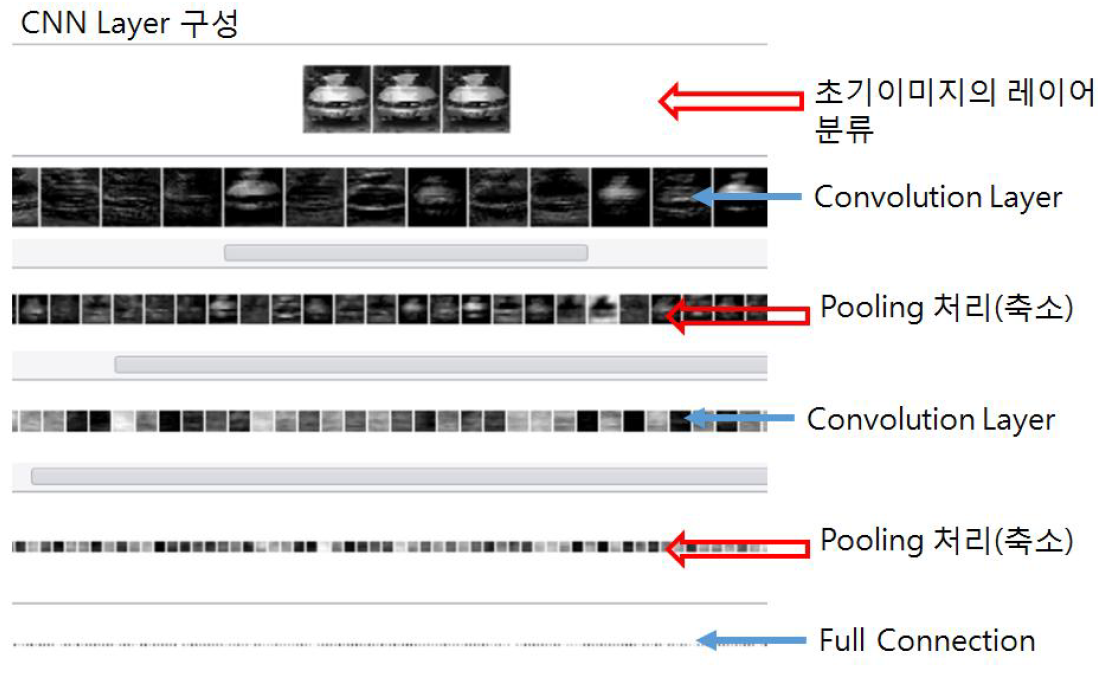 CNN Layer 구성
초기이미지의 레이어
분류
Convolution Layer
Pooling 처리(축소)
Convolution Layer
Pooling 처리(축소)
Full Connection